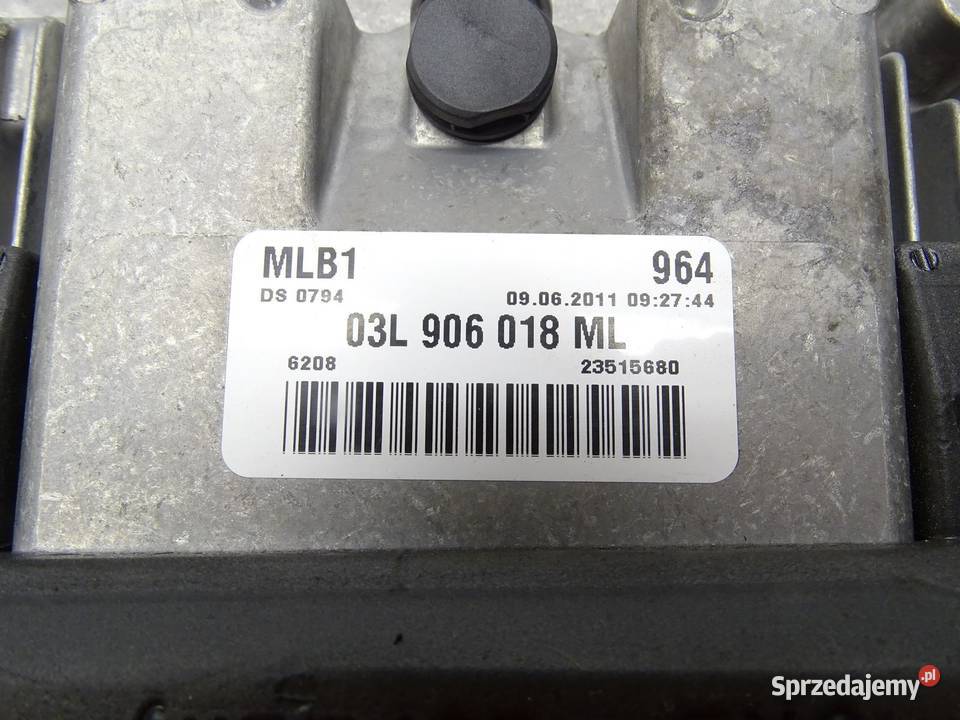 MLB1 964
DS 0794 09.06.2011 09:27:44
03L 906 018 ML
6208 23515680
Sprzedajemy.pl